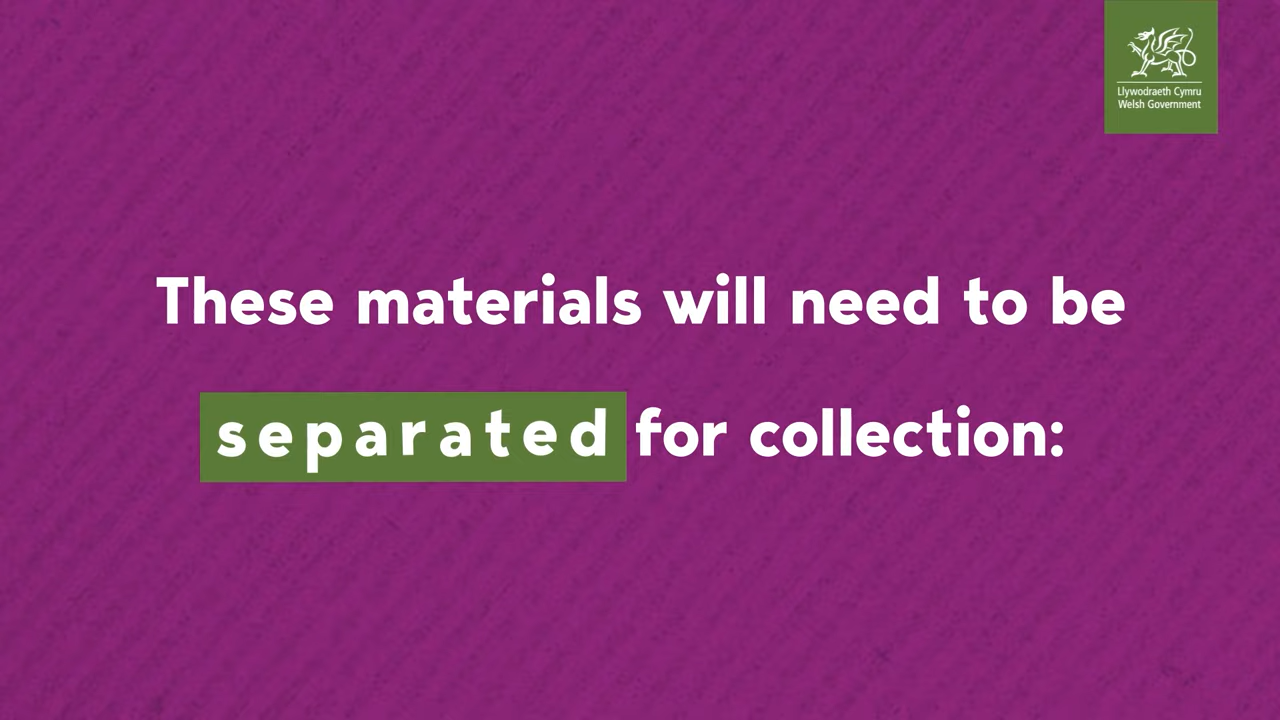 Llywodraeth Cymru
Welsh Government
These materials will need to be
separated for collection: